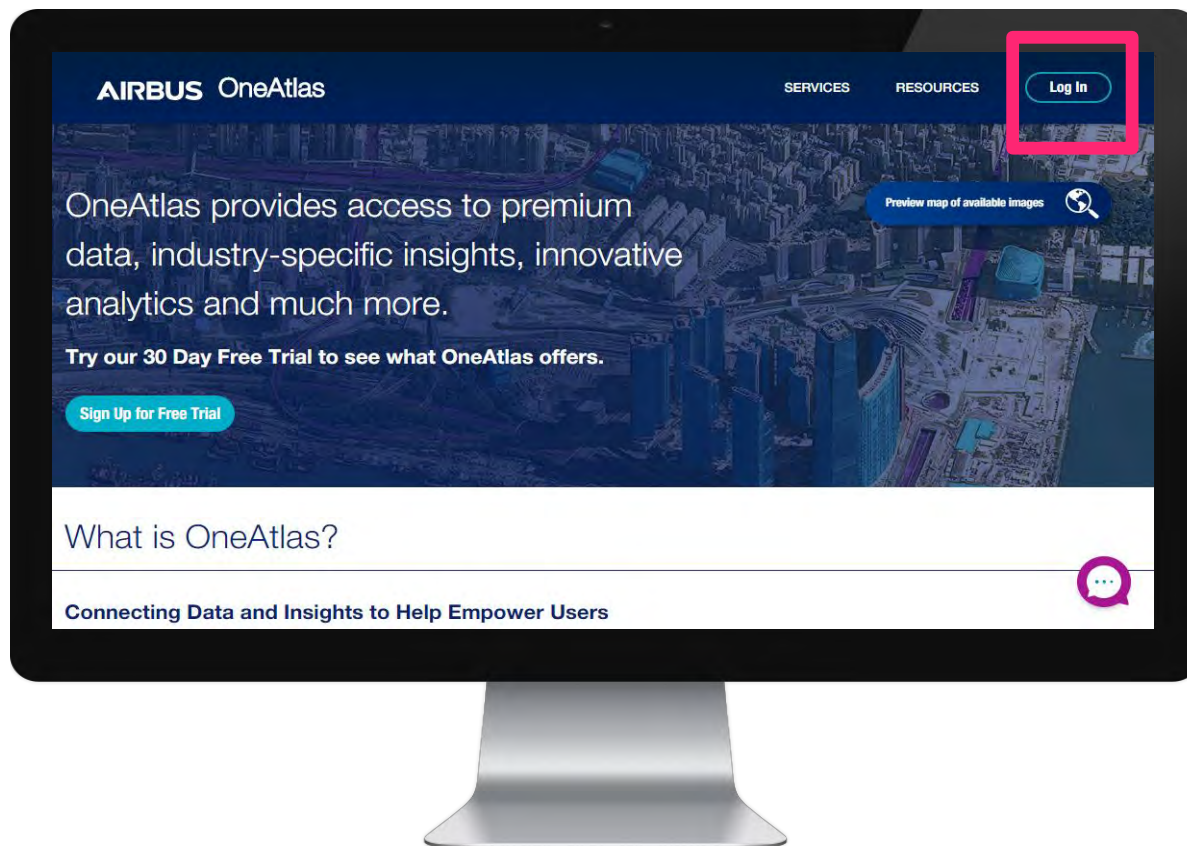 AIRBUS OneAtlas
SERVICES
RESOURCES
Log In
OneAtlas provides access to premium
data, industry-specific insights, innovative
analytics and much more.
Preview map of available images
Try our 30 Day Free Trial to see what OneAtlas offers.
Sign Up for Free Trial
What is OneAtlas?
Connecting Data and Insights to Help Empower Users